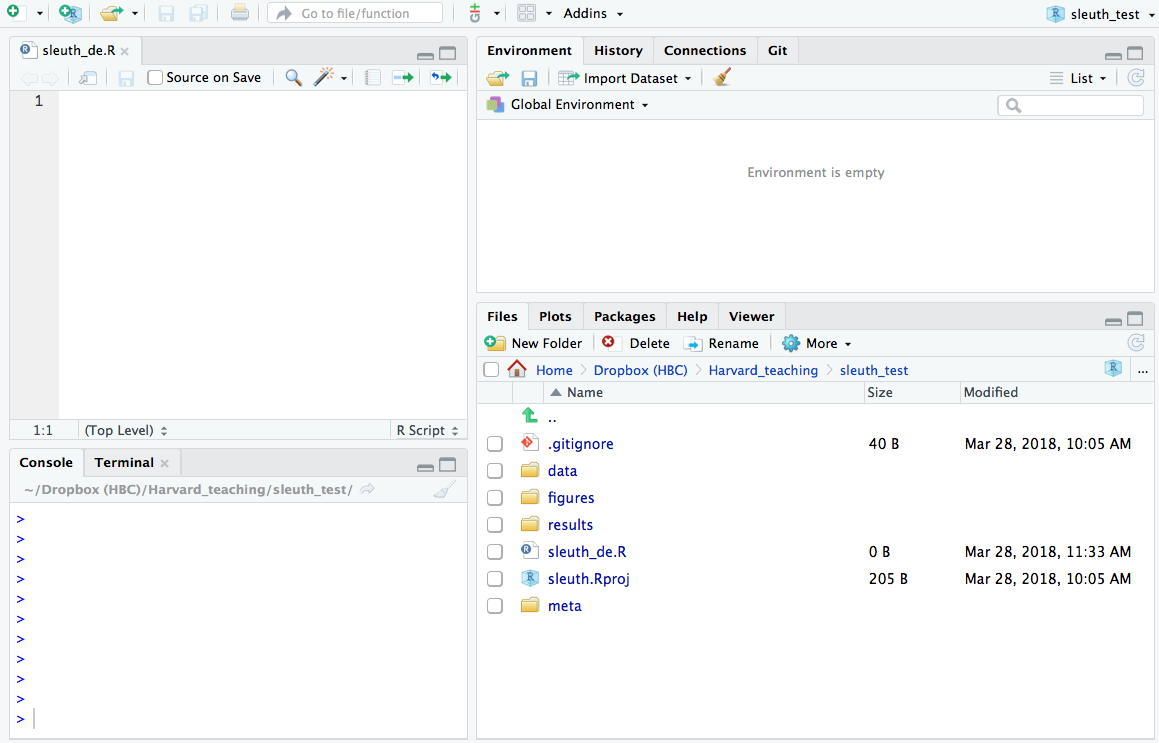 Go to file/function Addins sleuth_test
sleuth_de.R
Source on Save
1
1:1 (Top Level) R Script
Console Terminal
~/Dropbox (HBC)/Harvard_teaching/sleuth_test/
>
>
>
>
>
>
>
>
>
>
>
Environment History Connections Git
Import Dataset List
Global Environment
Environment is empty
Files Plots Packages Help Viewer
New Folder Delete Rename More
Home Dropbox (HBC) Harvard_teaching sleuth_test R ...
Name Size Modified
..
.gitignore 40 B Mar 28, 2018, 10:05 AM
data
figures
results
sleuth_de.R 0 B Mar 28, 2018, 11:33 AM
sleuth.Rproj 205 B Mar 28, 2018, 10:05 AM
meta